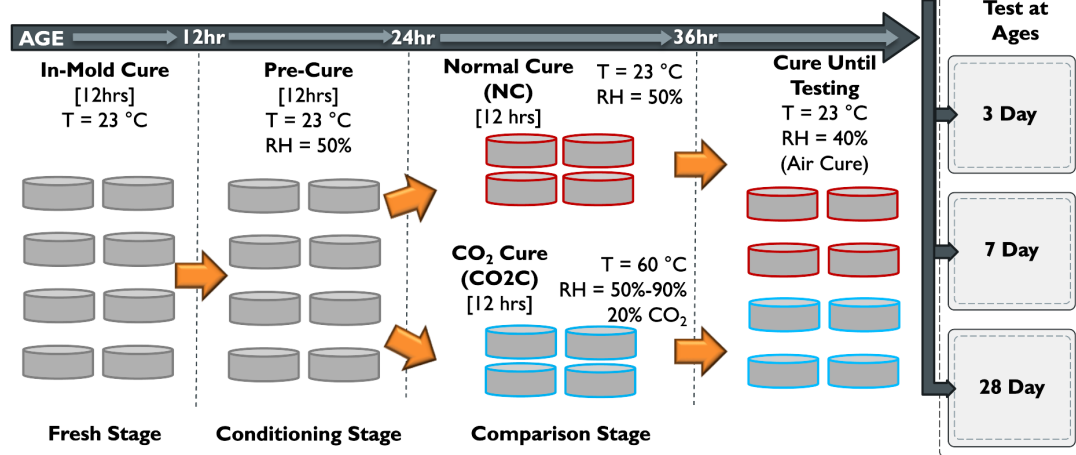 AGE
12hr
24hr
36hr
Test at
Ages
In-Mold Cure
[12hrs]
T = 23 °C
Pre-Cure
[12hrs]
T = 23 °C
RH = 50%
Normal Cure
(NC)
[12 hrs]
T = 23 °C
RH = 50%
CO₂ Cure
(CO2C)
[12 hrs]
T = 60 °C
RH = 50%-90%
20% CO₂
Cure Until
Testing
T = 23 °C
RH = 40%
(Air Cure)
3 Day
7 Day
28 Day
Fresh Stage
Conditioning Stage
Comparison Stage